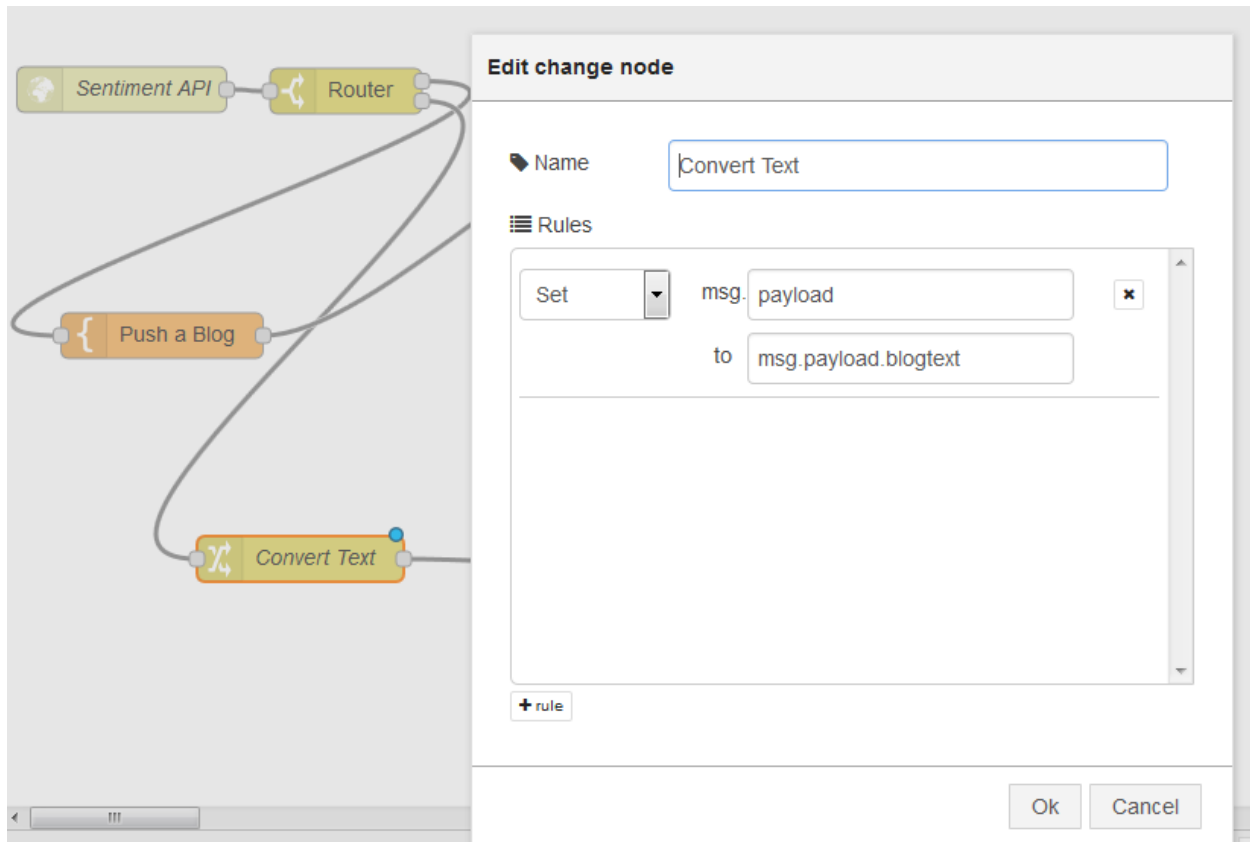 Sentiment API
Router
Push a Blog
Convert Text
Edit change node
Name
Convert Text
Rules
Set
msg.
payload
to
msg.payload.blogtext
rule
Ok
Cancel